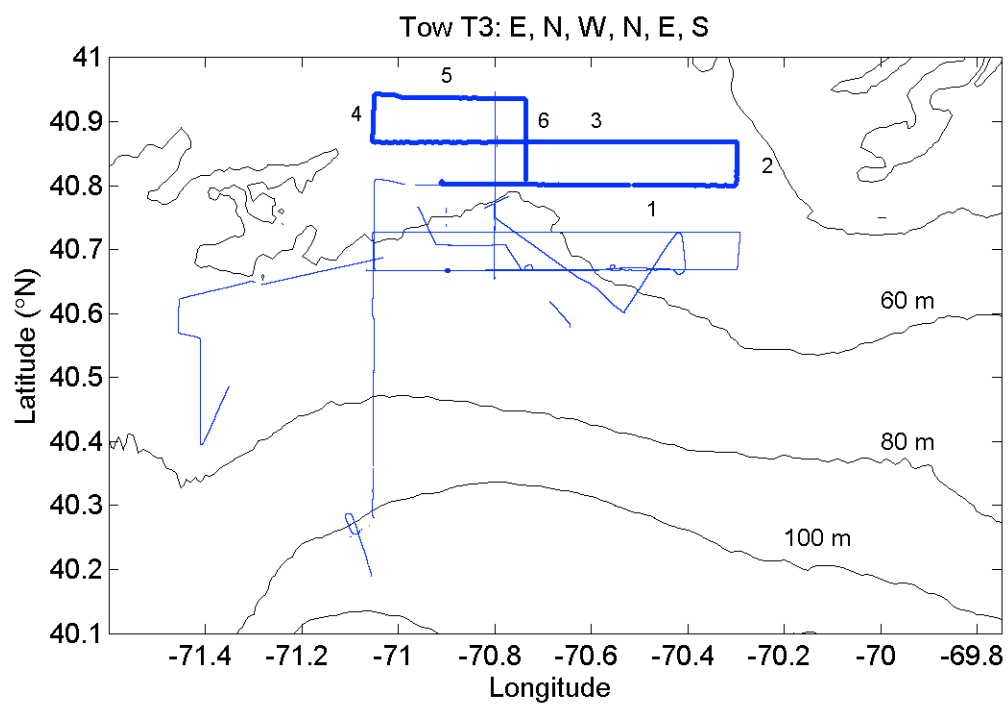 Tow T3: E, N, W, N, E, S
41
40.9
40.8
40.7
40.6
40.5
40.4
40.3
40.2
40.1
Latitude (°N)
5
4
6
3
2
1
60 m
80 m
100 m
-71.4 -71.2 -71 -70.8 -70.6 -70.4 -70.2 -70 -69.8
Longitude